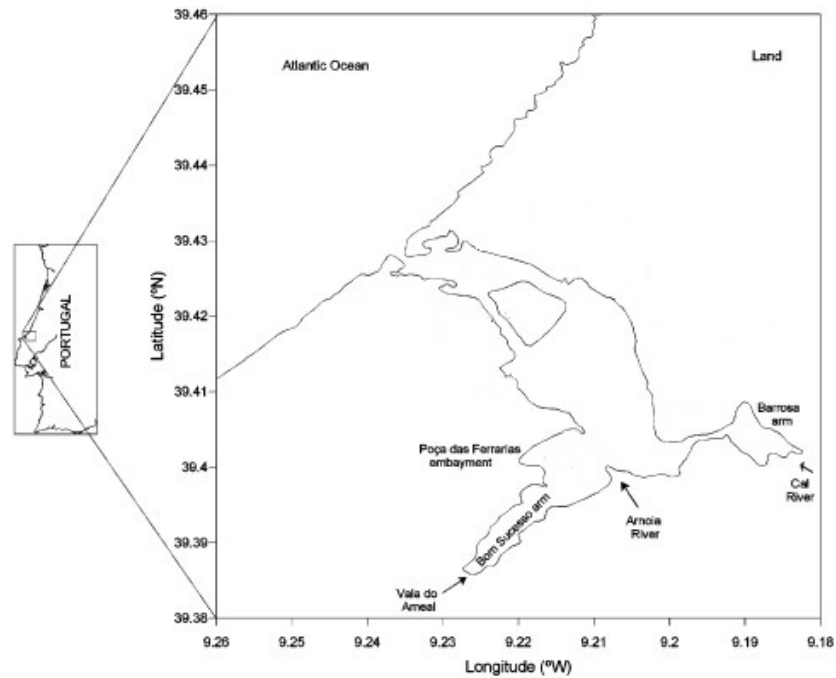 39.46
39.45
39.44
39.43
39.42
39.41
39.4
39.39
39.38
Latitude (ºN)
Atlantic Ocean
Land
PORTUGAL
Barrosa
arm
Poça das Ferrarias
embayment
Cal
River
Bom Sucesso arm
Arnoia
River
Vala do
Ameal
9.26
9.25
9.24
9.23
9.22
9.21
9.2
9.19
9.18
Longitude (ºW)